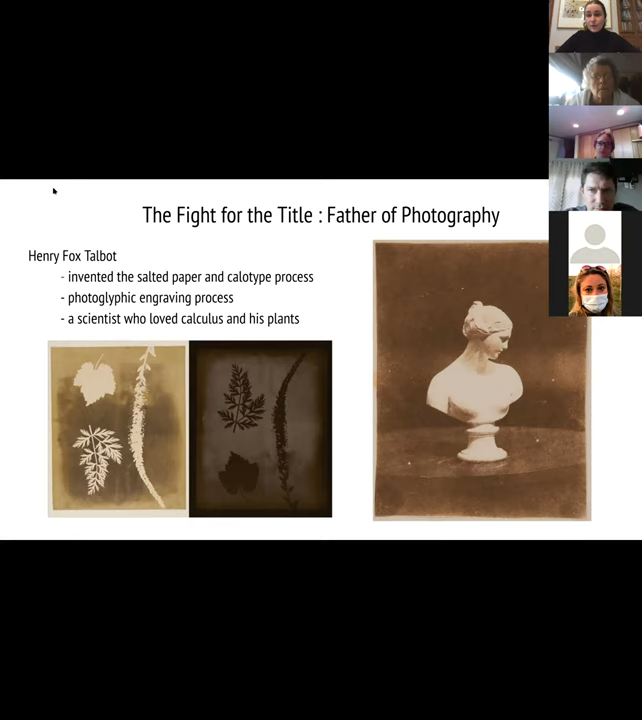 The Fight for the Title : Father of Photography
Henry Fox Talbot
- invented the salted paper and calotype process
- photoglyphic engraving process
- a scientist who loved calculus and his plants